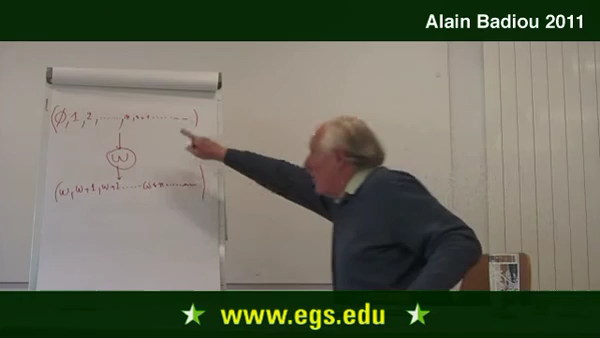 Alain Badiou 2011
(∅, 1, 2, ......, n, n+1 ..........)
ω
(ω, ω+1, ω+2 ...... ω+n ..........)
www.egs.edu